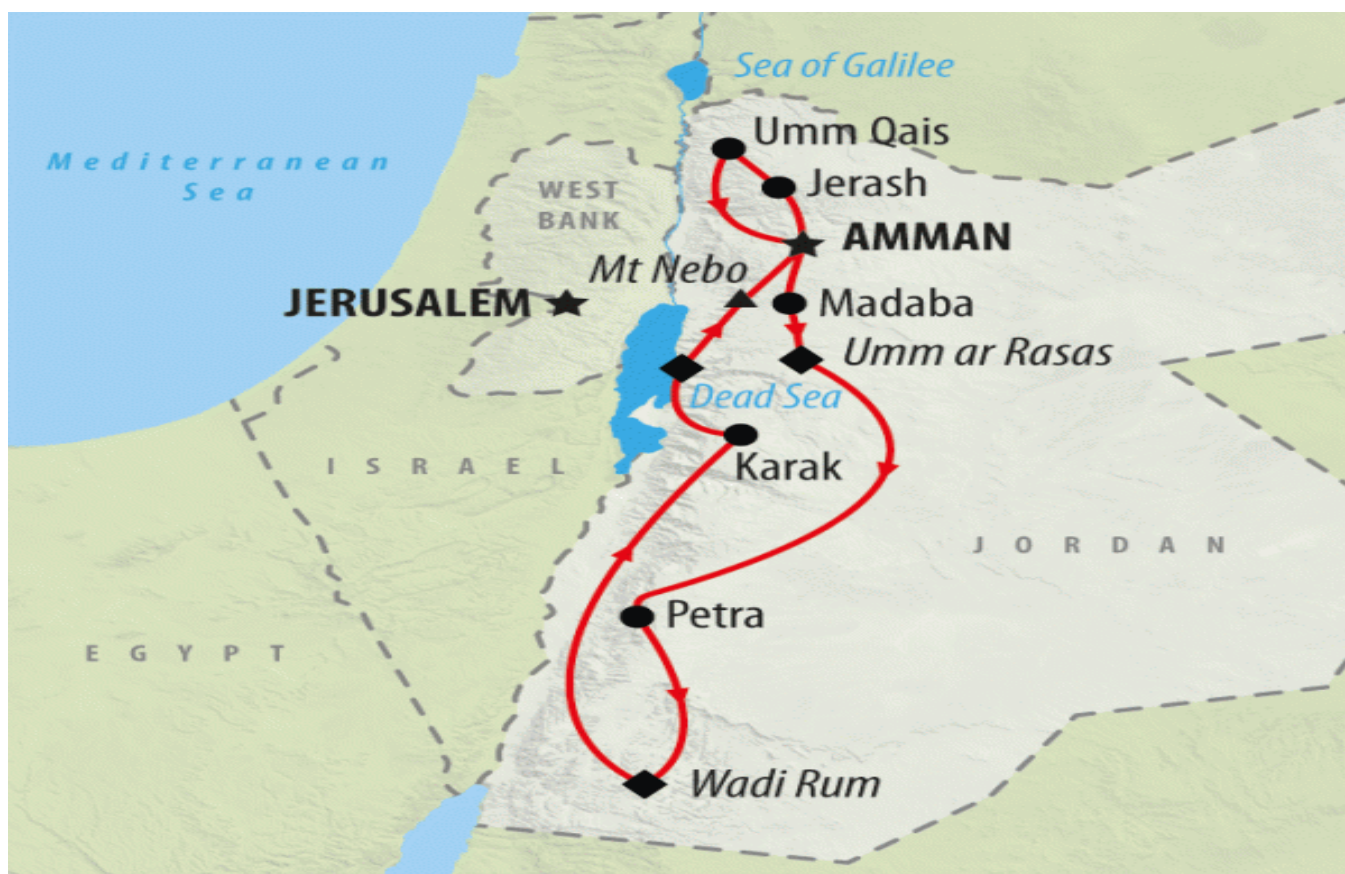 Sea of Galilee
Umm Qais
Mediterranean
Sea
Jerash
WEST
BANK
AMMAN
Mt Nebo
JERUSALEM
Madaba
Umm ar Rasas
Dead Sea
ISRAEL
Karak
JORDAN
Petra
EGYPT
Wadi Rum